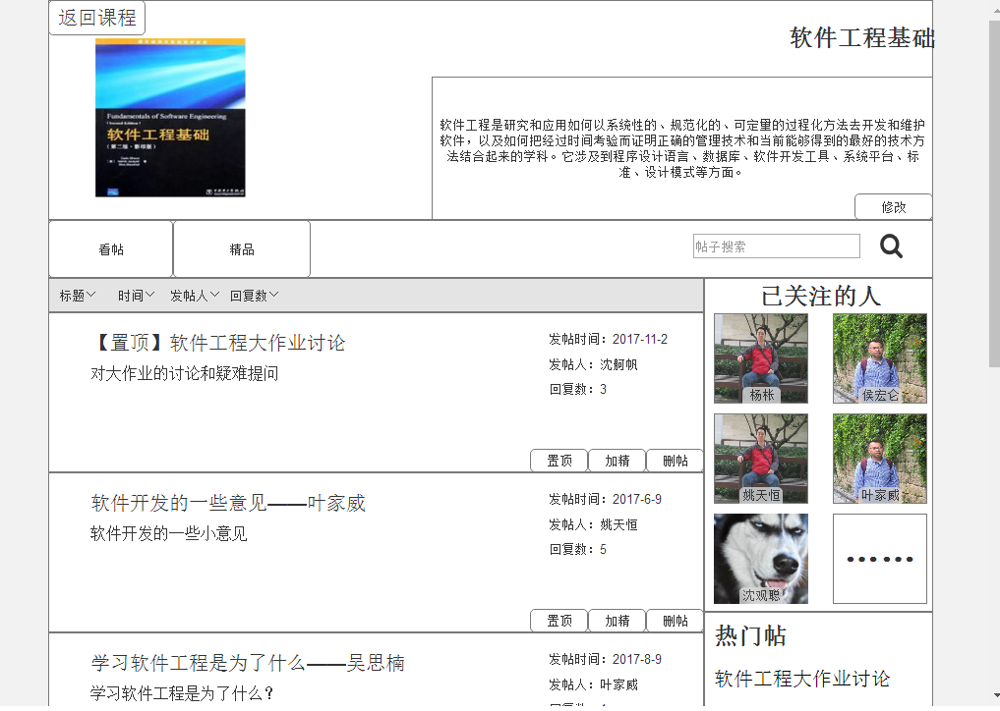 返回课程
软件工程基础
Fundamentals of Software Engineering
软件工程基础
(第二版·影印版)
软件工程是研究和应用如何以系统性的、规范化的、可定量的过程化方法去开发和维护
软件，以及如何把经过时间考验而证明正确的管理技术和当前能够得到的最好的技术方
法结合起来的学科。它涉及到程序设计语言、数据库、软件开发工具、系统平台、标
准、设计模式等方面。
修改
看帖
精品
帖子搜索
标题 时间 发帖人 回复数
【置顶】软件工程大作业讨论
对大作业的讨论和疑难提问
发帖时间：2017-11-2
发帖人：沈舸帆
回复数：3
置顶 加精 删帖
软件开发的一些意见——叶家威
软件开发的一些小意见
发帖时间：2017-6-9
发帖人：姚天恒
回复数：5
置顶 加精 删帖
学习软件工程是为了什么——吴思楠
学习软件工程是为了什么？
发帖时间：2017-8-9
发帖人：叶家威
已关注的人
杨枨
侯宏仑
姚天恒
叶家威
沈观聪
······
热门帖
软件工程大作业讨论